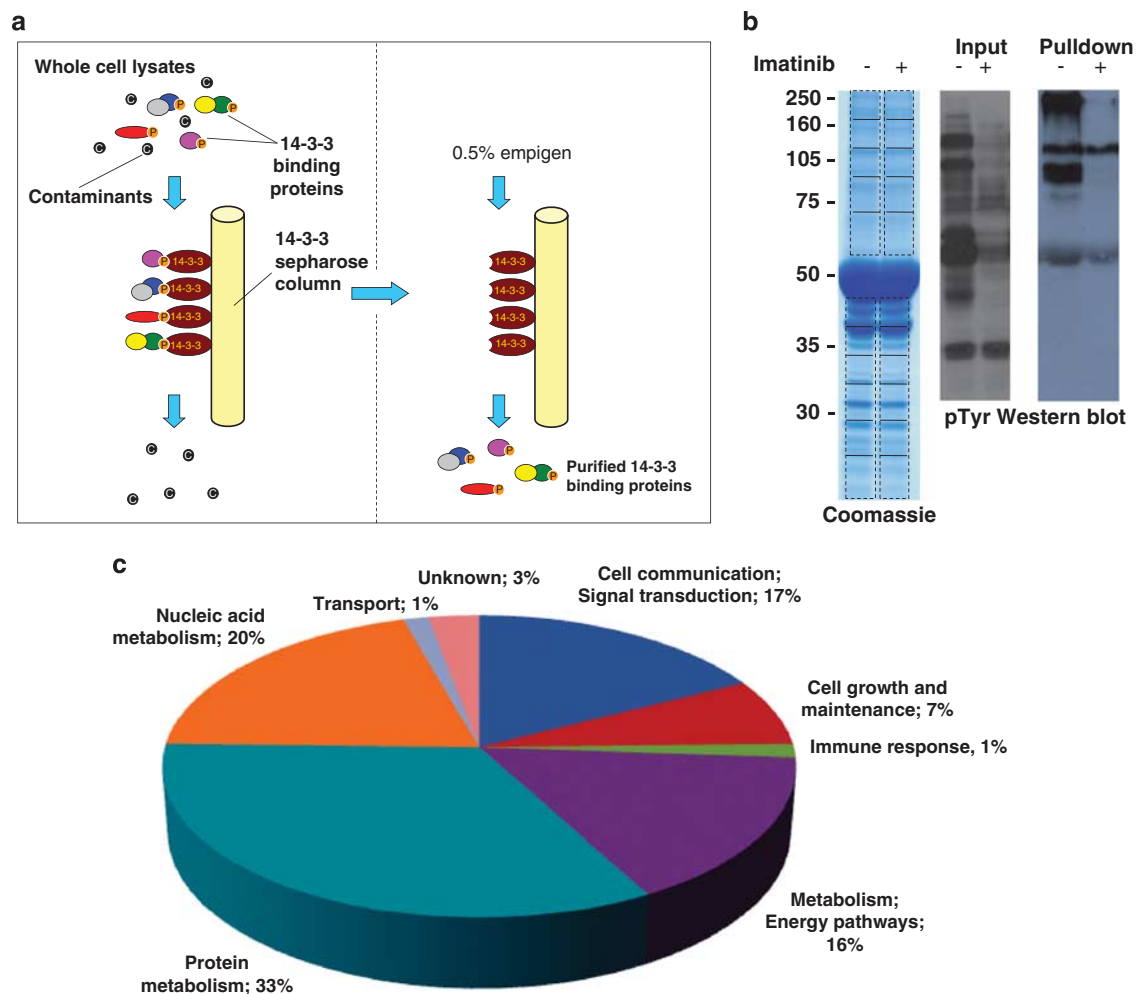 a
Whole cell lysates
C
C
P
P
C
P
P
C
C
14-3-3
binding
proteins
Contaminants
14-3-3
sepharose
column
P 14-3-3
P 14-3-3
P 14-3-3
P 14-3-3
C
C
C
C
C
0.5% empigen
14-3-3
14-3-3
14-3-3
14-3-3
P
P
P
P
Purified 14-3-3
binding proteins
b
Input
Pulldown
Imatinib
- +
- +
- +
250
160
105
75
50
35
30
pTyr Western blot
Coomassie
c
Unknown; 3%
Transport; 1%
Nucleic acid
metabolism; 20%
Cell communication;
Signal transduction; 17%
Cell growth and
maintenance; 7%
Immune response, 1%
Metabolism;
Energy pathways;
16%
Protein
metabolism; 33%